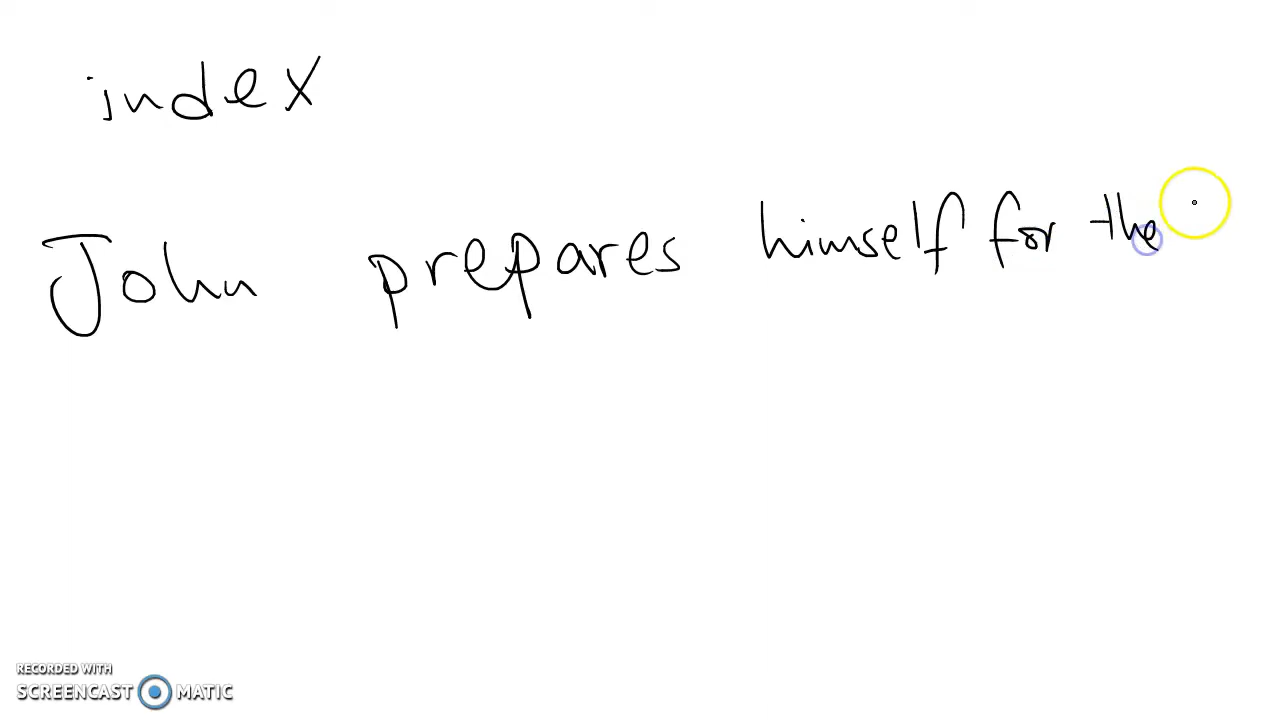 index
John prepares himself for the
RECORDED WITH
SCREENCAST MATIC